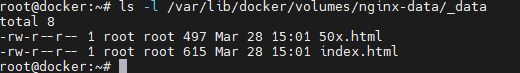 root@docker:~# ls -l /var/lib/docker/volumes/nginx-data/_data
total 8
-rw-r--r-- 1 root root 497 Mar 28 15:01 50x.html
-rw-r--r-- 1 root root 615 Mar 28 15:01 index.html
root@docker:~#